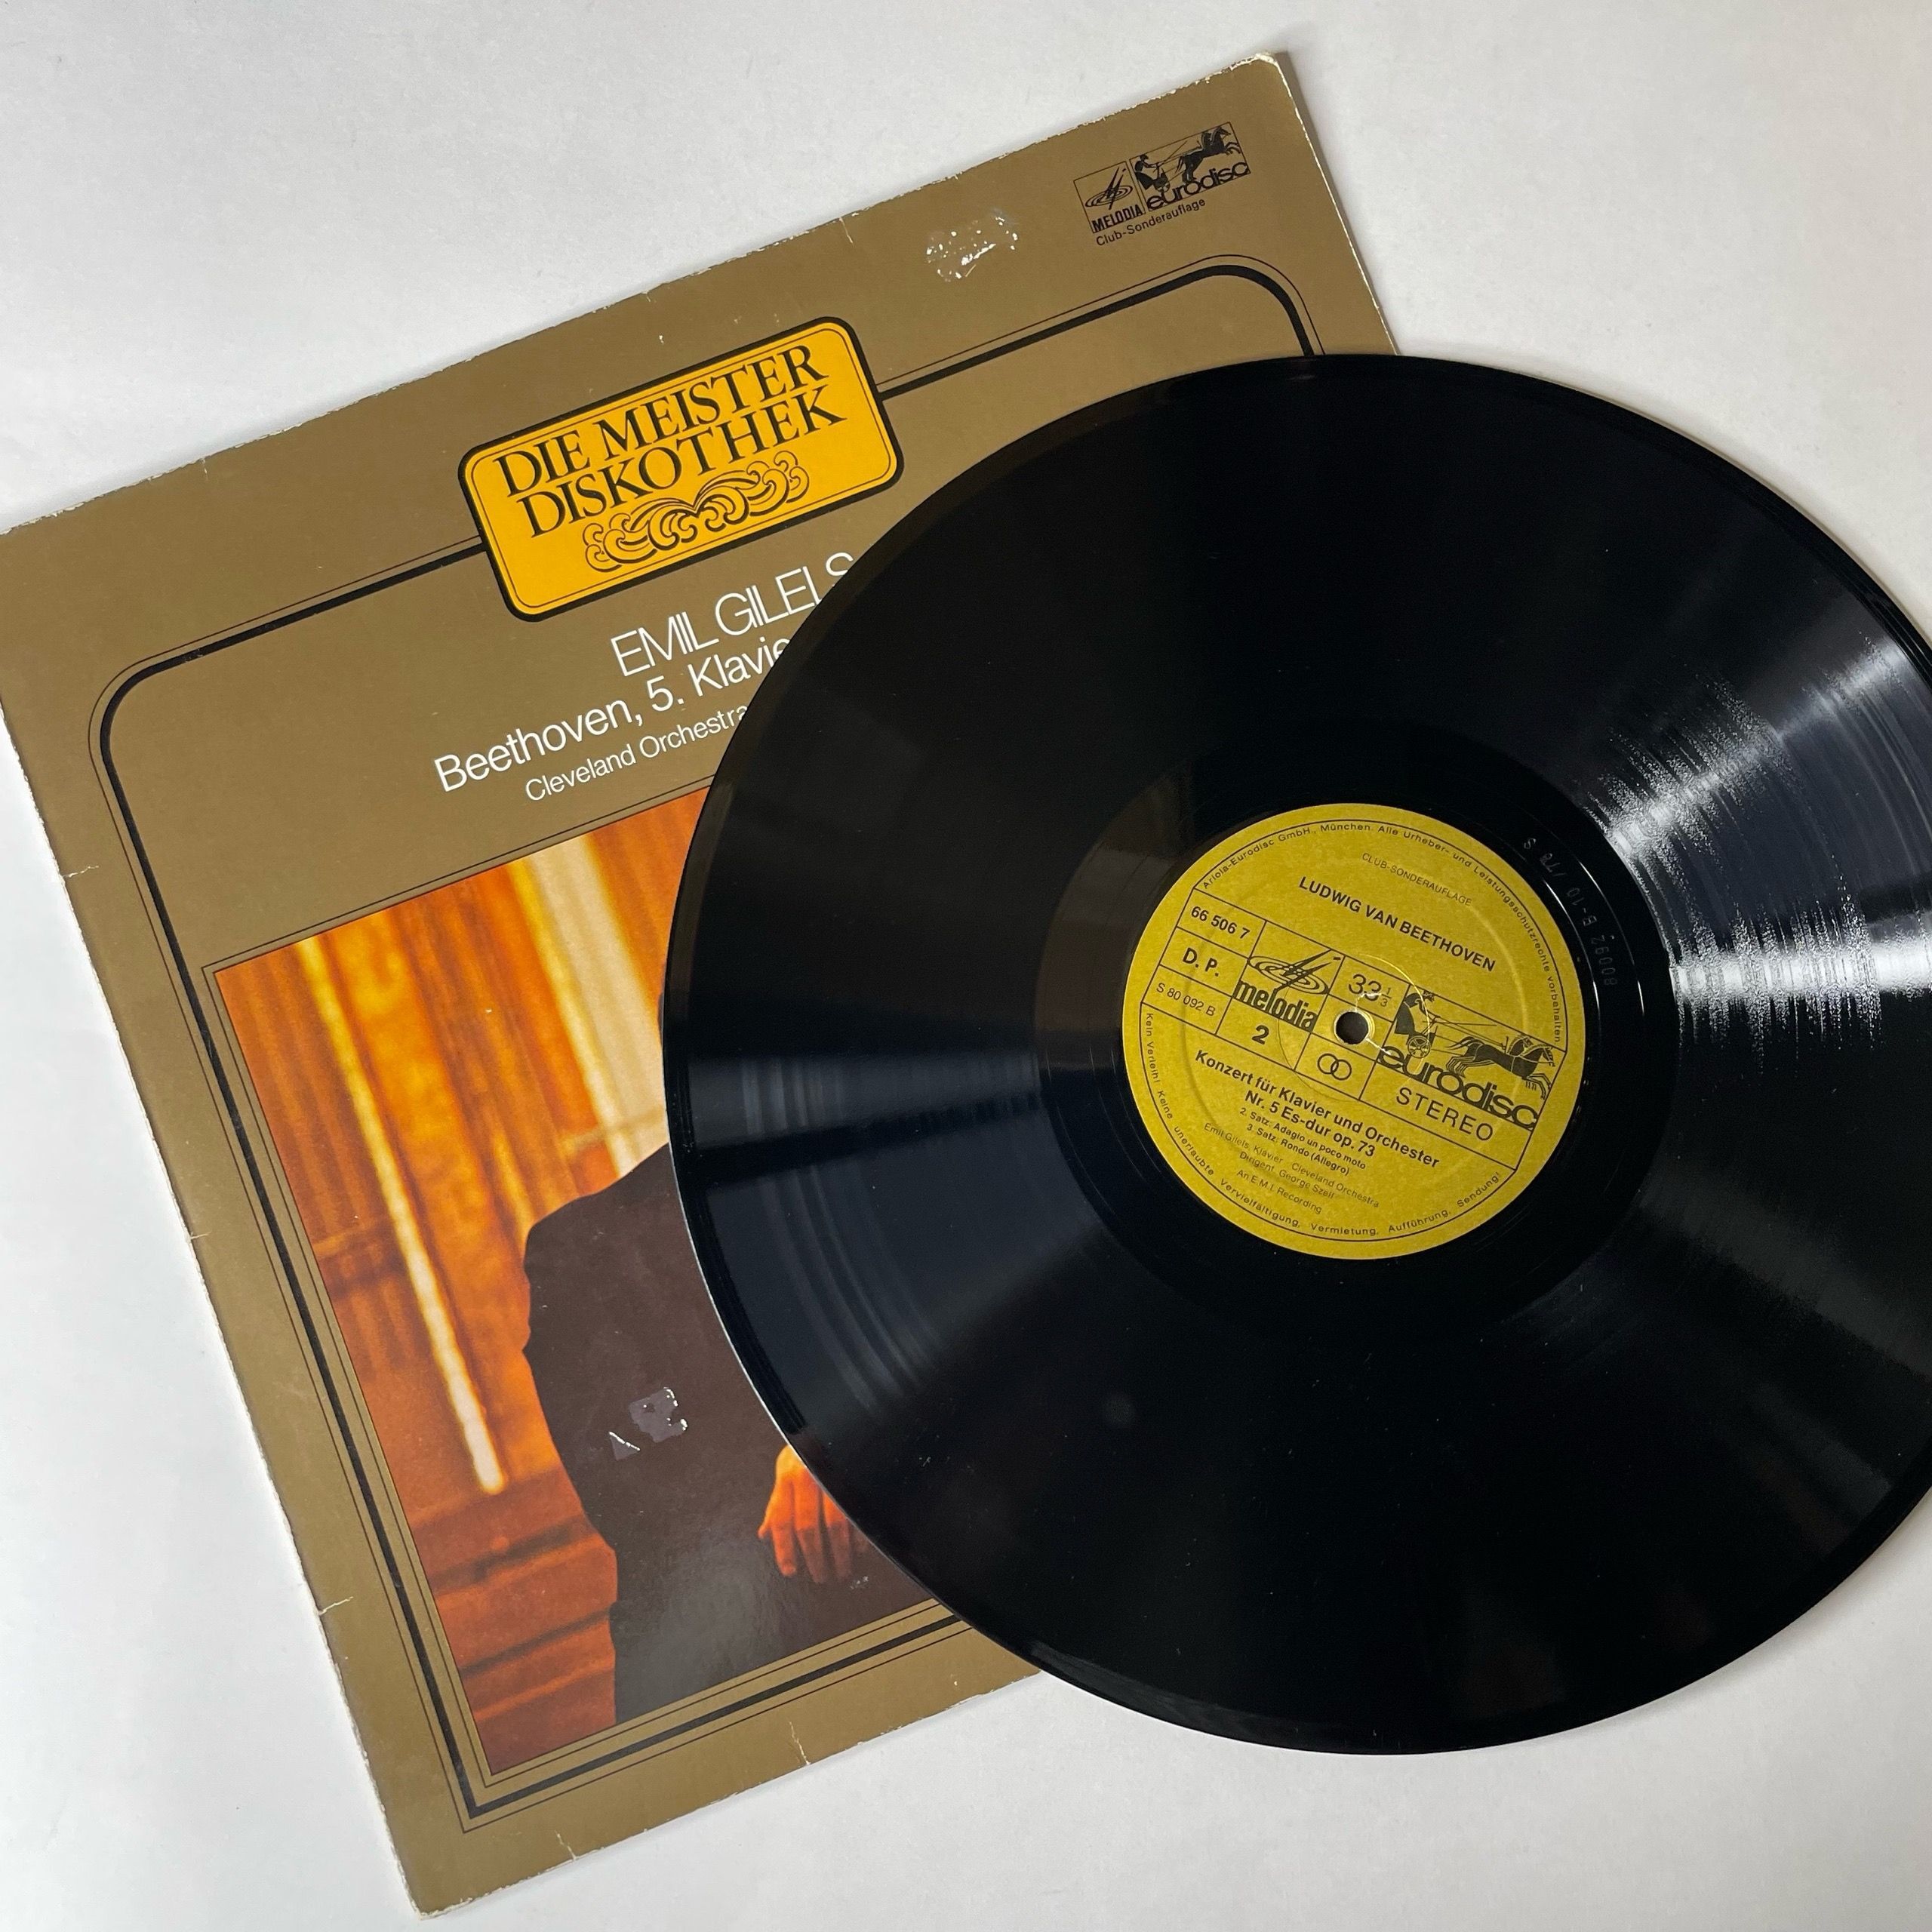 MELODIA
eurodisc
Club-Sonderauflage
DIE MEISTER
DISKOTHEK
EMIL GILELS
Beethoven, 5. Klavie
Cleveland Orchestra
Ariola-Eurodisc GmbH., München. Alle Urheber- und Leistungsschutzrechte vorbehalten.
CLUB-SONDERAUFLAGE
LUDWIG VAN BEETHOVEN
66 506 7
D. P.
S 80 092 B
melodia
2
33 1/3
eurodisc
STEREO
Konzert für Klavier und Orchester
Nr. 5 Es-dur op. 73
2. Satz: Adagio un poco moto
3. Satz: Rondo (Allegro)
Emil Gilels, Klavier · Cleveland Orchestra
Dirigent: George Szell
An E.M.I. Recording
Kein Verleih! Keine unerlaubte Vervielfältigung, Vermietung, Aufführung, Sendung!
80092 B-10